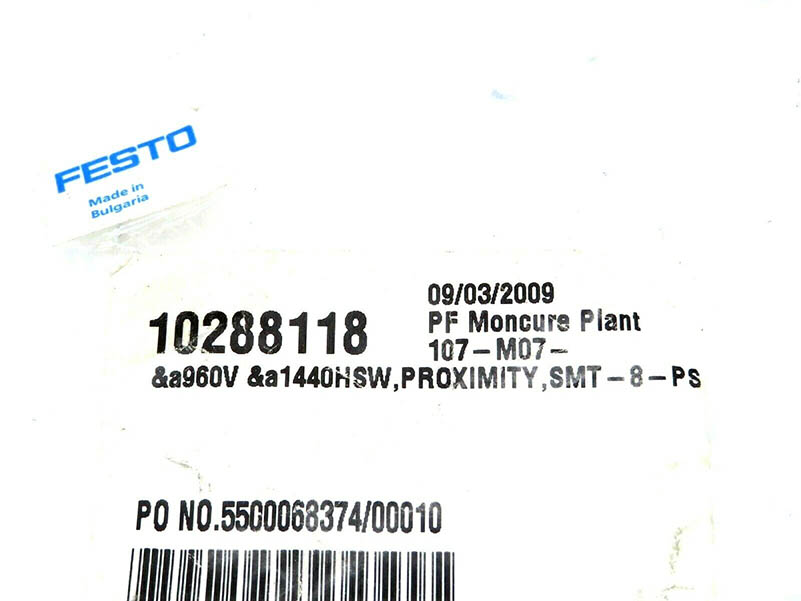 FESTO
Made in
Bulgaria
09/03/2009
10288118
PF Moncure Plant
107-M07-
&a960V &a1440HSW,PROXIMITY,SMT-8-PS
PO NO.5500068374/00010